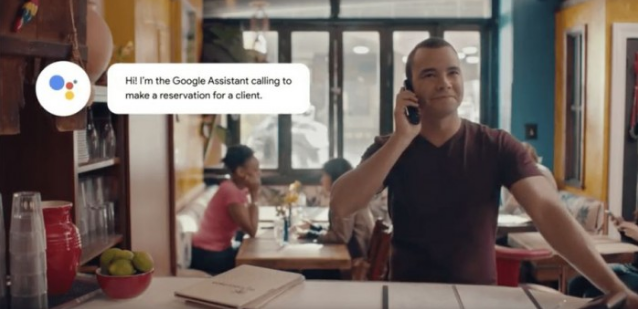 Hi! I'm the Google Assistant calling to
make a reservation for a client.